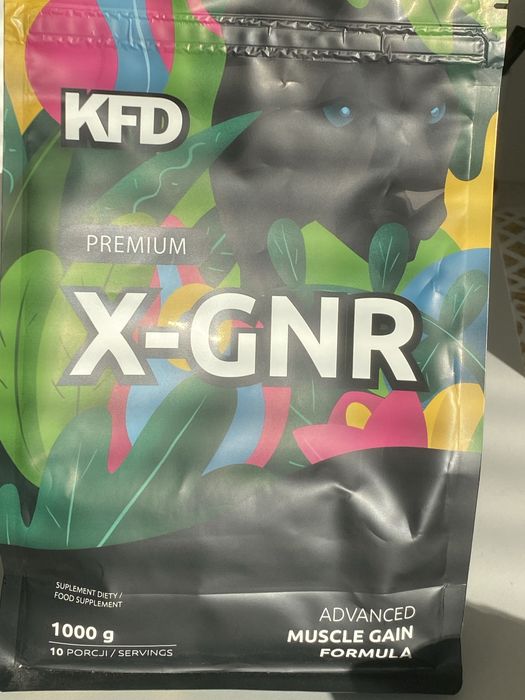 KFD
PREMIUM
X-GNR
SUPLEMENT DIETY /
FOOD SUPPLEMENT
1000 g
10 PORCJI / SERVINGS
ADVANCED
MUSCLE GAIN
FORMULA